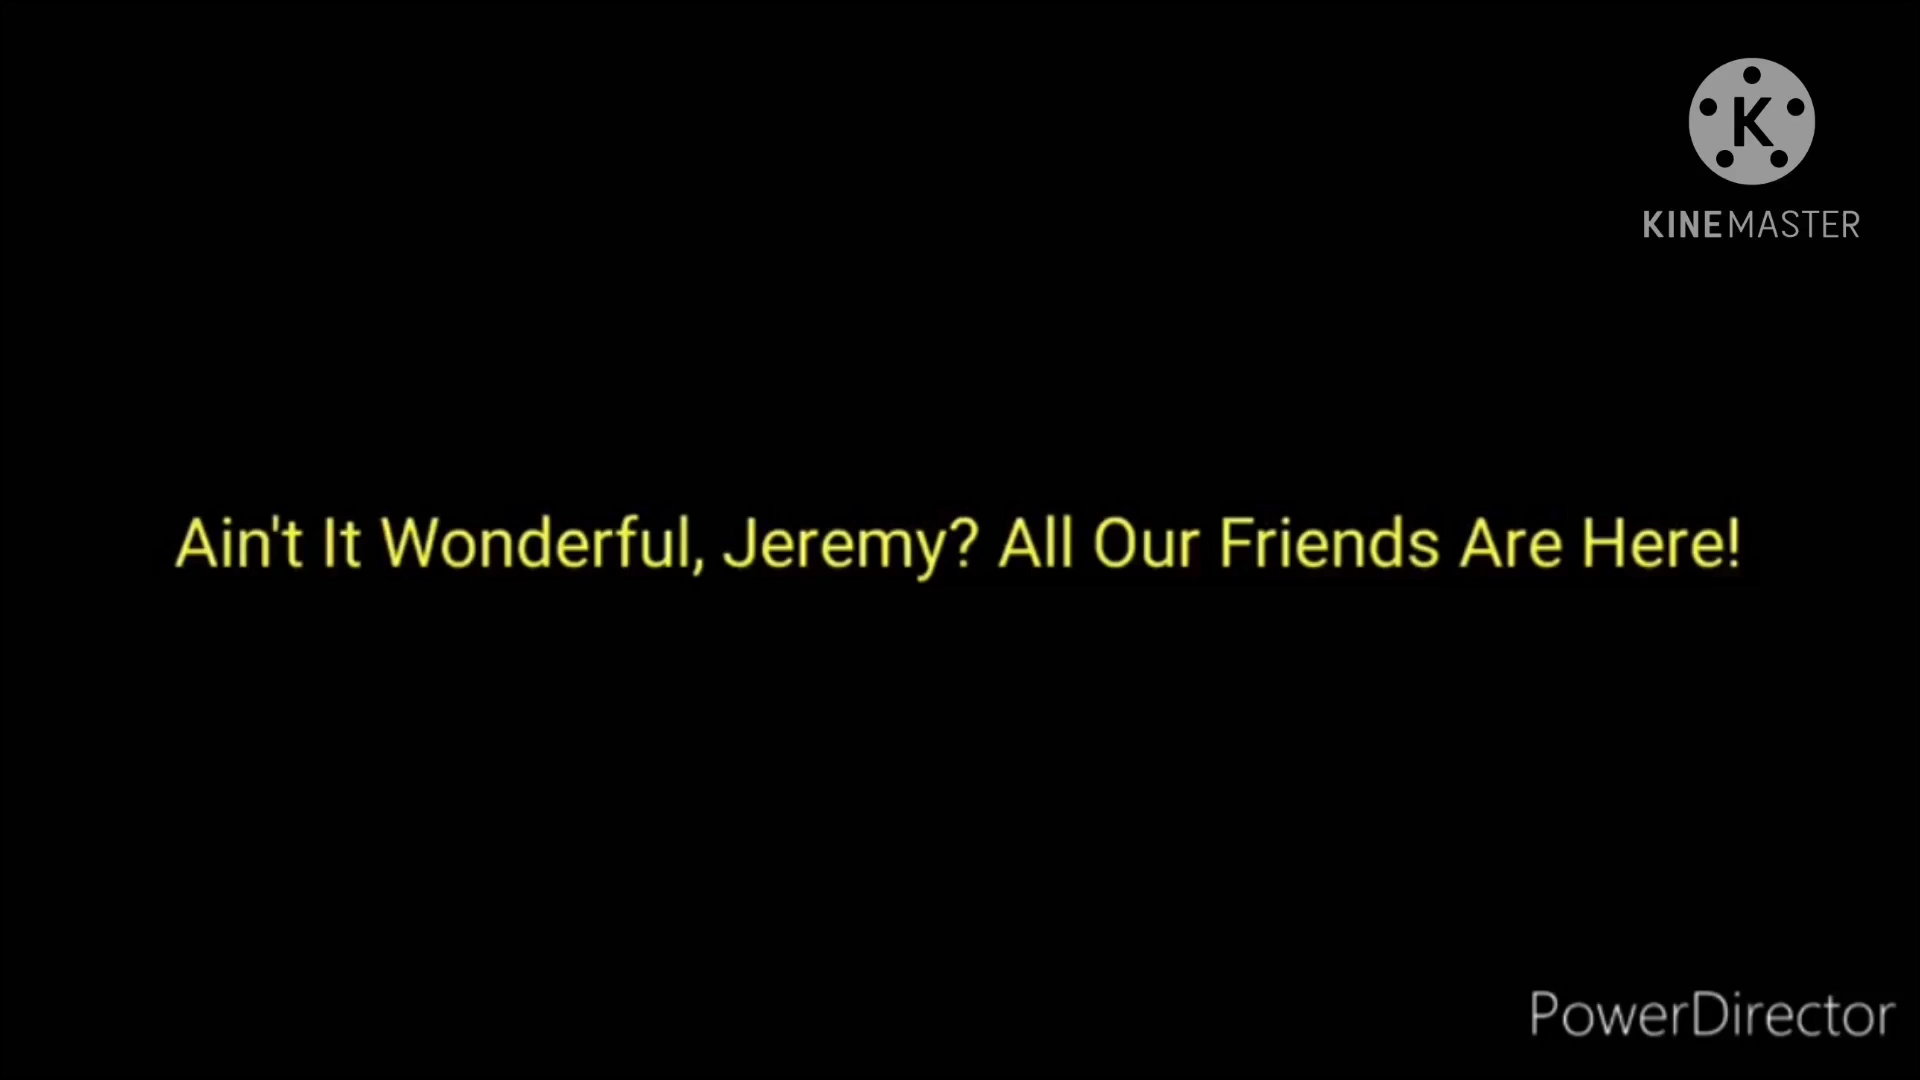 K
KINEMASTER
Ain't It Wonderful, Jeremy? All Our Friends Are Here!
PowerDirector